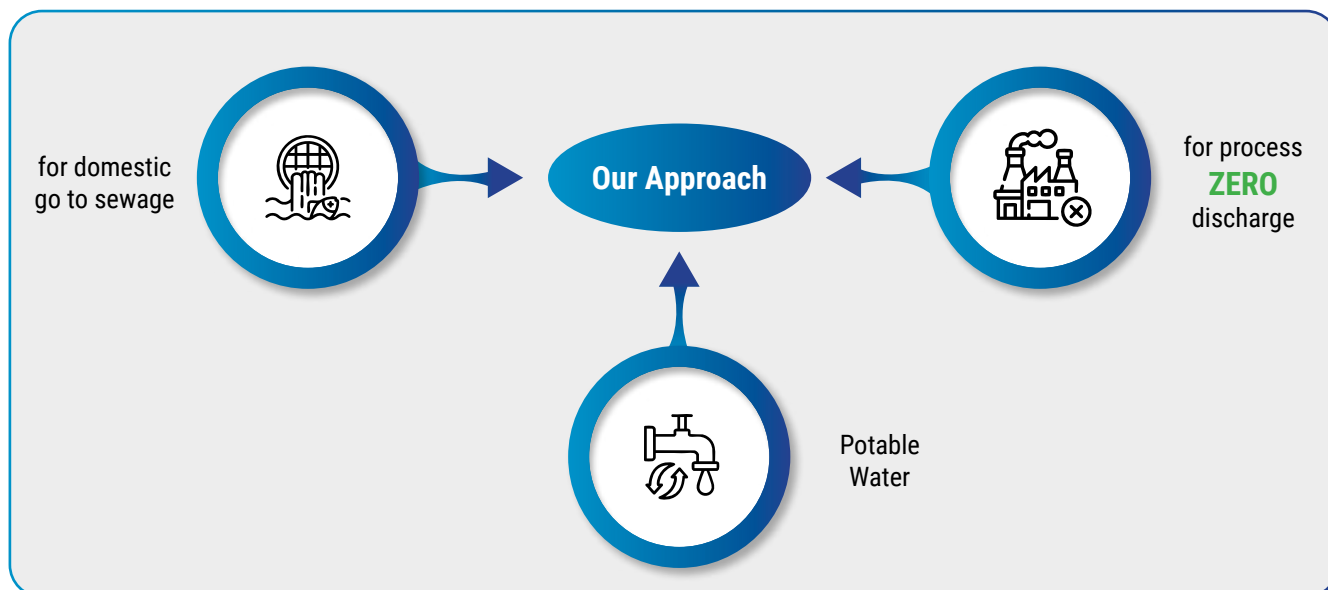 for domestic
go to sewage
Our Approach
for process
ZERO
discharge
Potable
Water